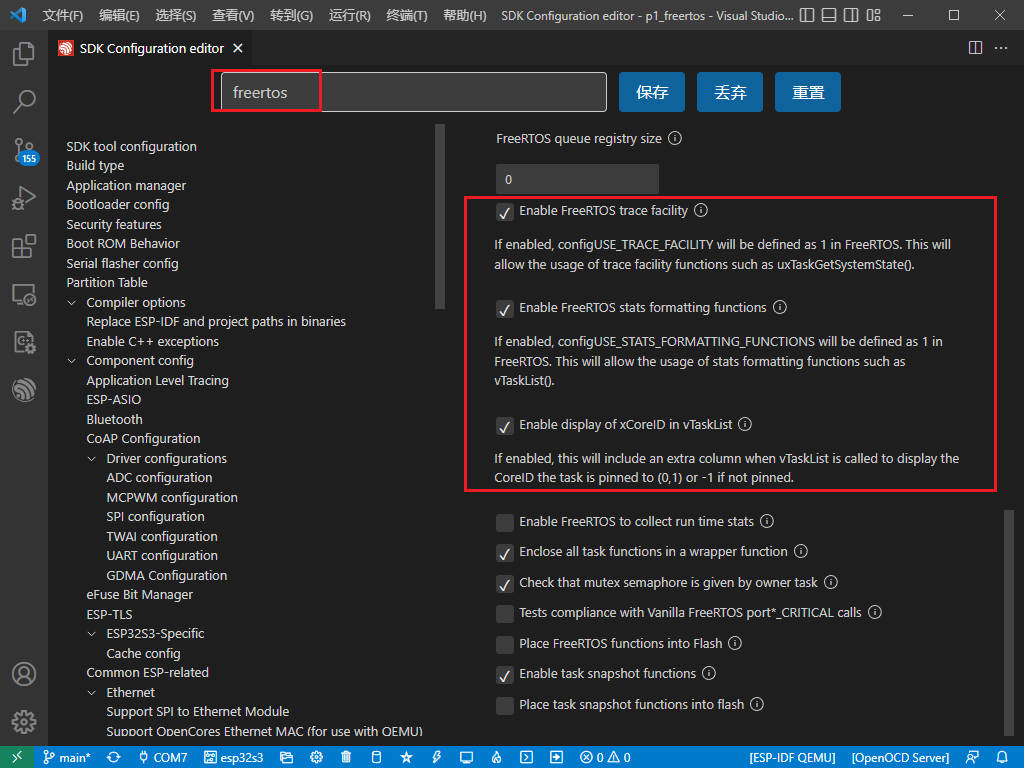 文件(F) 编辑(E) 选择(S) 查看(V) 转到(G) 运行(R) 终端(T) 帮助(H) SDK Configuration editor - p1_freertos - Visual Studio...
SDK Configuration editor
freertos
保存
丢弃
重置
155
SDK tool configuration
Build type
Application manager
Bootloader config
Security features
Boot ROM Behavior
Serial flasher config
Partition Table
Compiler options
Replace ESP-IDF and project paths in binaries
Enable C++ exceptions
Component config
Application Level Tracing
ESP-ASIO
Bluetooth
CoAP Configuration
Driver configurations
ADC configuration
MCPWM configuration
SPI configuration
TWAI configuration
UART configuration
GDMA Configuration
eFuse Bit Manager
ESP-TLS
ESP32S3-Specific
Cache config
Common ESP-related
Ethernet
Support SPI to Ethernet Module
Support OpenCores Ethernet MAC (for use with QEMU)
FreeRTOS queue registry size
0
Enable FreeRTOS trace facility
If enabled, configUSE_TRACE_FACILITY will be defined as 1 in FreeRTOS. This will
allow the usage of trace facility functions such as uxTaskGetSystemState().
Enable FreeRTOS stats formatting functions
If enabled, configUSE_STATS_FORMATTING_FUNCTIONS will be defined as 1 in
FreeRTOS. This will allow the usage of stats formatting functions such as
vTaskList().
Enable display of xCoreID in vTaskList
If enabled, this will include an extra column when vTaskList is called to display the
CoreID the task is pinned to (0,1) or -1 if not pinned.
Enable FreeRTOS to collect run time stats
Enclose all task functions in a wrapper function
Check that mutex semaphore is given by owner task
Tests compliance with Vanilla FreeRTOS port*_CRITICAL calls
Place FreeRTOS functions into Flash
Enable task snapshot functions
Place task snapshot functions into flash
main* COM7 esp32s3 0 0 [ESP-IDF QEMU] [OpenOCD Server]